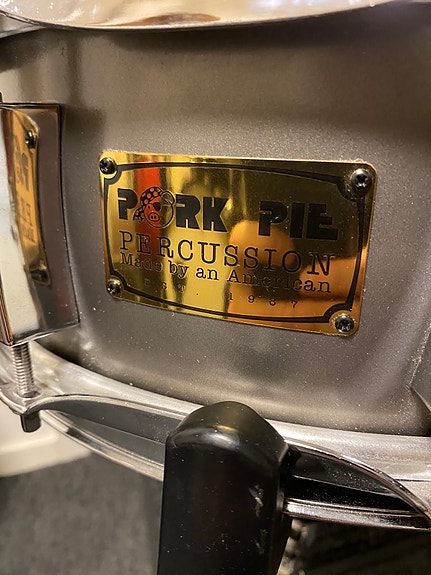 PORK PIE
PERCUSSION
Made by an American
EST. 1987